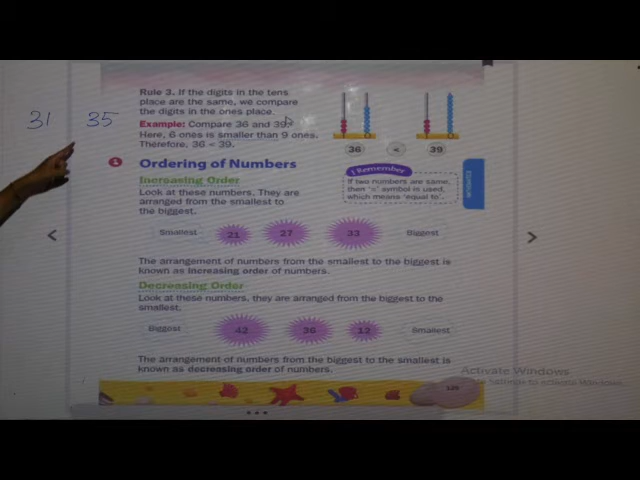 31 35
Rule 3. If the digits in the tens
place are the same, we compare
the digits in the ones place.
Example: Compare 36 and 39.
Here, 6 ones is smaller than 9 ones.
Therefore, 36 < 39.
36 < 39
Ordering of Numbers
Increasing Order
Look at these numbers. They are
arranged from the smallest to
the biggest.
I Remember
If two numbers are same,
then '=' symbol is used,
which means 'equal to'.
Smallest 21 27 33 Biggest
The arrangement of numbers from the smallest to the biggest is
known as increasing order of numbers.
Decreasing Order
Look at these numbers, they are arranged from the biggest to the
smallest.
Biggest 42 36 12 Smallest
The arrangement of numbers from the biggest to the smallest is
known as decreasing order of numbers.
Activate Windows
to Settings to activate Windows.